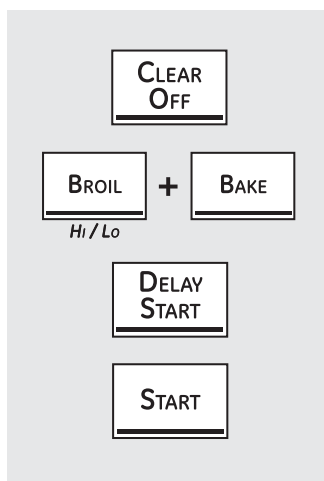 CLEAR
OFF
BROIL + BAKE
HI / LO
DELAY
START
START